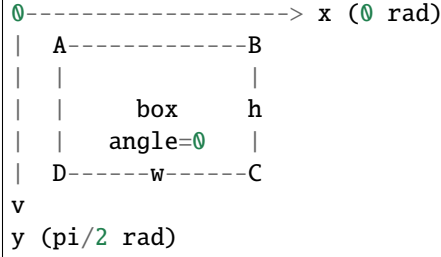 0-------------------> x (0 rad)
|  A-------------B
|  |             |
|  |     box     h
|  |   angle=0   |
|  D------w------C
v
y (pi/2 rad)